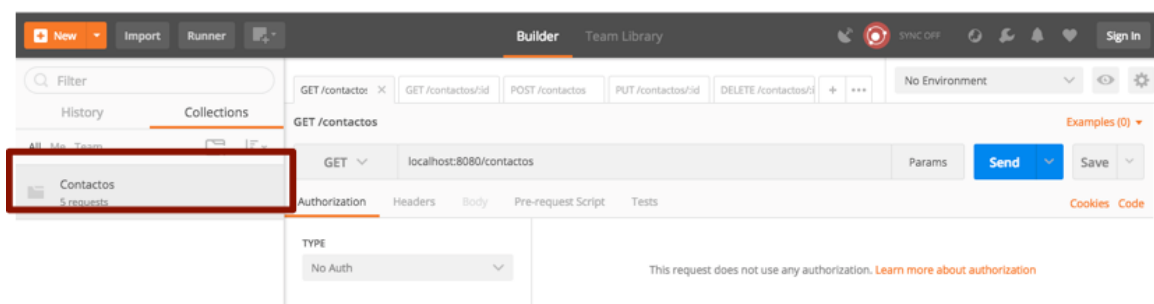 New Import Runner Builder Team Library SYNC OFF Sign In
Filter
History Collections
All Me Team
Contactos
5 requests
GET /contactos GET /contactos/:id POST /contactos PUT /contactos/:id DELETE /contactos/:i + ••• No Environment
GET /contactos Examples (0)
GET localhost:8080/contactos Params Send Save
Authorization Headers Body Pre-request Script Tests Cookies Code
TYPE
No Auth This request does not use any authorization. Learn more about authorization